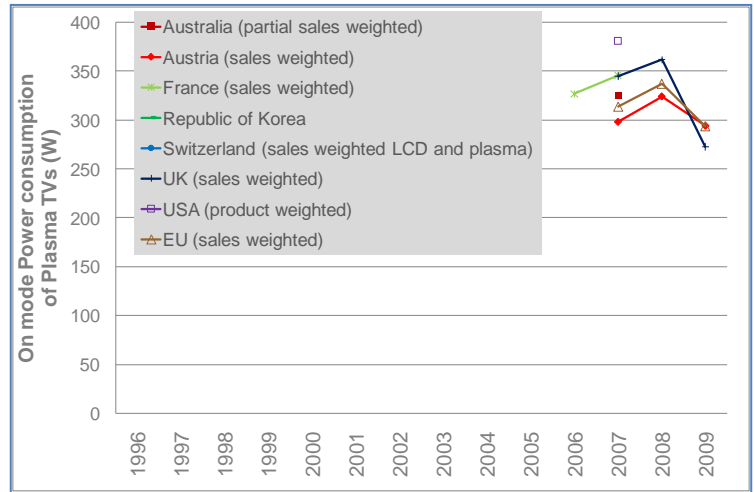 On mode Power consumption
of Plasma TVs (W)
400
350
300
250
200
150
100
50
0
Australia (partial sales weighted)
Austria (sales weighted)
France (sales weighted)
Republic of Korea
Switzerland (sales weighted LCD and plasma)
UK (sales weighted)
USA (product weighted)
EU (sales weighted)
1996
1997
1998
1999
2000
2001
2002
2003
2004
2005
2006
2007
2008
2009